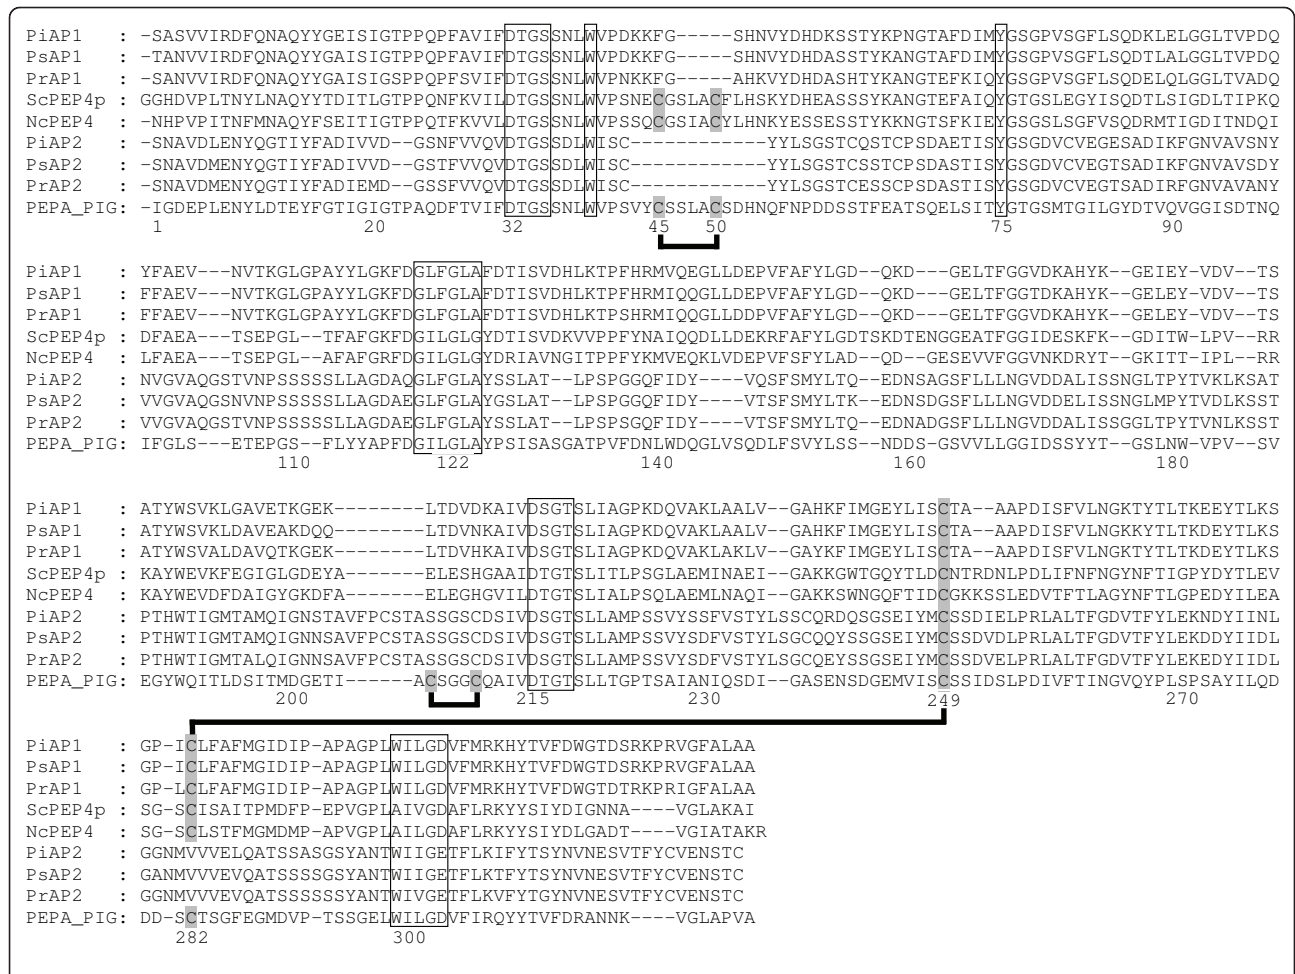 PiAP1 : -SASVVIRDFQNAQYYGEISIGTPPQPFAVIFDTGSSNLWVPDKKFG-----SHNVYDHDKSSTYKPNGTAFDIMYGSGPVSGFLSQDKLELGGLTVPDQ
PsAP1 : -TANVVIRDFQNAQYYGAISIGTPPQPFAVIFDTGSSNLWVPDKKFG-----SHNVYDHDASSTYKANGTAFDIMYGSGPVSGFLSQDTLALGGLTVPDQ
PrAP1 : -SANVVIRDFQNAQYYGAISIGSPPQPFSVIFDTGSSNLWVPNKKFG-----AHKVYDHDASHTYKANGTEFKIQYGSGPVSGFLSQDELQLGGLTVADQ
ScPEP4p : GGHDVPLTNYLNAQYYTDITLGTPPQNFKVILDTGSSNLWVPSNECGSLACFLHSKYDHEASSSYKANGTEFAIQYGTGSLEGYISQDTLSIGDLTIPKQ
NcPEP4 : -NHPVPITNFMNAQYFSEITIGTPPQTFKVVLDTGSSNLWVPSSQCGSIACYLHNKYESSESSTYKKNGTSFKIEYGSGSLSGFVSQDRMTIGDITNDQI
PiAP2 : -SNAVDLENYQGTIYFADIVVD--GSNFVVQVDTGSSDLWISC------------YYLSGSTCQSTCPSDAETISYGSGDVCVEGESADIKFGNVAVSNY
PsAP2 : -SNAVDMENYQGTIYFADIVVD--GSNFVVQVDTGSSDLWISC------------YYLSGSTCSSTCPSDASTISYGSGDVCVEGTSADIKFGNVAVSDY
PrAP2 : -SNAVDMENYQGTIYFADIEMD--GSSFVVQVDTGSSDLWISC------------YYLSGSTCESSCPSDASTISYGSGDVCVEGTSADIRFGNVAVANY
PEPA_PIG: -IGDEPLENYLDTEYFGTIGIGTPAQDFTVIFDTGSSNLWVPSVYCSSLACSDHNQFNPDDSSTFEATSQELSITYGTGSMTGILGYDTVQVGGISDTNQ
1 20 32 45 50 75 90
PiAP1 : YFAEV---NVTKGLGPAYYLGKFDGLFGLAFDTISVDHLKTPFHRMVQEGLLDEPVFAFYLGD--QKD---GELTFGGVDKAHYK--GEIEY-VDV--TS
PsAP1 : FFAEV---NVTKGLGPAYYLGKFDGLFGLAFDTISVDHLKTPFHRMIQQGLLDEPVFAFYLGD--QKD---GELTFGGTDKAHYK--GELEY-VDV--TS
PrAP1 : FFAEV---NVTKGLGPAYYLGKFDGLFGLAFDTISVDHLKTPSHRMIQQGLLDDPVFAFYLGD--QKD---GELTFGGVDKAHYK--GELEY-VDV--TS
ScPEP4p : DFAEA---TSEPGL--TFAFGKFDGILGLGYDTISVDKVVPPFYNAIQQDLLDEKRFAFYLGDTSKDTENGGEATFGGIDESKFK--GDITW-LPV--RR
NcPEP4 : LFAEA---TSEPGL--AFAFGRFDGILGLGYDRIAVNGITPPFYKMVEQKLVDEPVFSFYLAD--QD--GESEVVFGGVNKDRYT--GKITT-IPL--RR
PiAP2 : NVGVAQGSTVNPSSSSSLLAGDAQGLFGLAYSSLAT--LPSPGGQFIDY----VQSFSMYLTQ--EDNSAGSFLLLNGVDDALISSNGLTPYTVKLKSAT
PsAP2 : VVGVAQGSNVNPSSSSSLLAGDAEGLFGLAYGSLAT--LPSPGGQFIDY----VTSFSMYLTK--EDNSDGSFLLLNGVDDELISSNGLMPYTVDLKSST
PrAP2 : VVGVAQGSTVNPSSSSSLLAGDAEGLFGLAYSSLAT--LPSPSGQFIDY----VTSFSMYLTQ--EDNADGSFLLLNGVDDALISSGGLTPYTVNLKSST
PEPA_PIG: IFGLS---ETEPGS--FLYYAPFDGILGLAYPSISASGATPVFDNLWDQGLVSQDLFSVYLSS--NDDS-GSVVLLGGIDSSYYT--GSLNW-VPV--SV
110 122 140 160 180
PiAP1 : ATYWSVKLGAVETKGEK--------LTDVDKAIVDSGTSLIAGPKDQVAKLAALV--GAHKFIMGEYLISCTA--AAPDISFVLNGKTYTLTKEEYTLKS
PsAP1 : ATYWSVKLDAVEAKDQQ--------LTDVNKAIVDSGTSLIAGPKDQVAKLAALV--GAHKFIMGEYLISCTA--AAPDISFVLNGKKYTLTKDEYTLKS
PrAP1 : ATYWSVALDAVQTKGEK--------LTDVHKAIVDSGTSLIAGPKDQVAKLAKLV--GAYKFIMGEYLISCTA--AAPDISFVLNGKTYTLTKDEYTLKS
ScPEP4p : KAYWEVKFEGIGLGDEYA-------ELESHGAAIDTGTSLITLPSGLAEMINAEI--GAKKGWTGQYTLDCNTRDNLPDLIFNFNGYNFTIGPYDYTLEV
NcPEP4 : KAYWEVDFDAIGYGKDFA-------ELEGHGVILDTGTSLIALPSQLAEMLNAQI--GAKKSWNGQFTIDCGKKSSLEDVTFTLAGYNFTLGPEDYILEA
PiAP2 : PTHWTIGMTAMQIGNSTAVFPCSTASSGSCDSIVDSGTSLLAMPSSVYSSFVSTYLSSCQRDQSGSEIYMCSSDIELPRLALTFGDVTFYLEKNDYIINL
PsAP2 : PTHWTIGMTAMQIGNNSAVFPCSTASSGSCDSIVDSGTSLLAMPSSVYSDFVSTYLSGCQQYSSGSEIYMCSSDVDLPRLALTFGDVTFYLEKNDYIIDL
PrAP2 : PTHWTIGMTALQIGNNSAVFPCSTASSGSCDSIVDSGTSLLAMPSSVYSDFVSTYLSGCQEYSSGSEIYMCSSDVELPRLALTFGDVTFYLEKEDYIIDL
PEPA_PIG: EGYWQITLDSITMDGETI------ACSGGCQAIVDTGTSLLTGPTSAIANIQSDI--GASENSDGEMVISCSSIDSLPDIVFTINGVQYPLSPSAYILQD
200 215 230 249 270
PiAP1 : GP-ICLFAFMGIDIP-APAGPLWILGDVFMRKHYTVFDWGTDSRKPRVGFALAA
PsAP1 : GP-ICLFAFMGIDIP-APAGPLWILGDVFMRKHYTVFDWGTDSRKPRVGFALAA
PrAP1 : GP-LCLFAFMGIDIP-APAGPLWILGDVFMRKHYTVFDWGTDTRKPRIGFALAA
ScPEP4p : SG-SCISAITPMDFP-EPVGPLAIVGDAFLRKYYSIYDIGNNA----VGLAKAI
NcPEP4 : SG-SCLSTFMGMDMP-APVGPLAILGDAFLRKYYSIYDLGADT----VGIATAKR
PiAP2 : GGNMVVVELQATSSASGSYANTWIIGETFLKIFYTSYNVNESVTFYCVENSTC
PsAP2 : GANMVVVEVQATSSSSGSYANTWIIGETFLKTFYTSYNVNESVTFYCVENSTC
PrAP2 : GGNMVVVEVQATSSSSSSYANTWIVGETFLKVFYTGYNVNESVTFYCVENSTC
PEPA_PIG: DD-SCTSGFEGMDVP-TSSGELWILGDVFIRQYYTVFDRANNK----VGLAPVA
282 300